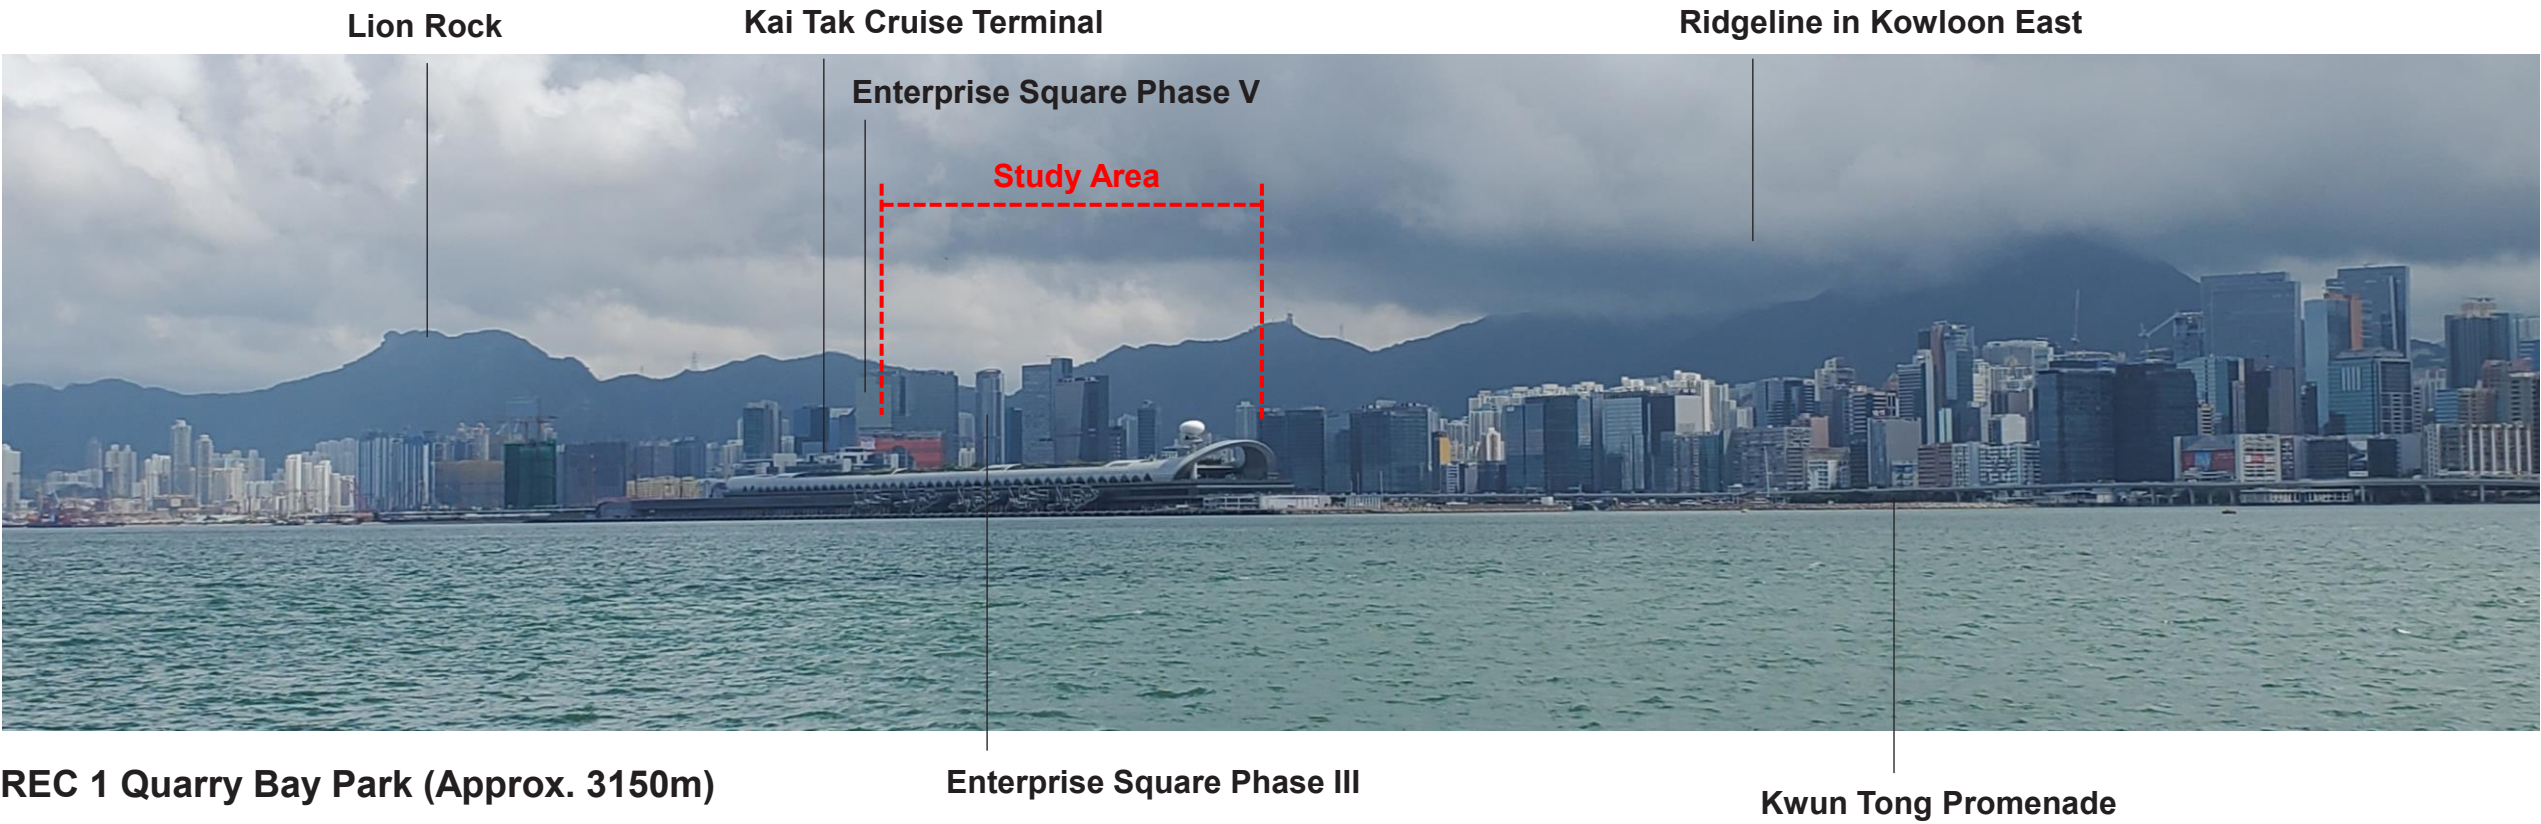 Lion Rock
Kai Tak Cruise Terminal
Ridgeline in Kowloon East
Enterprise Square Phase V
Study Area
REC 1 Quarry Bay Park (Approx. 3150m)
Enterprise Square Phase III
Kwun Tong Promenade